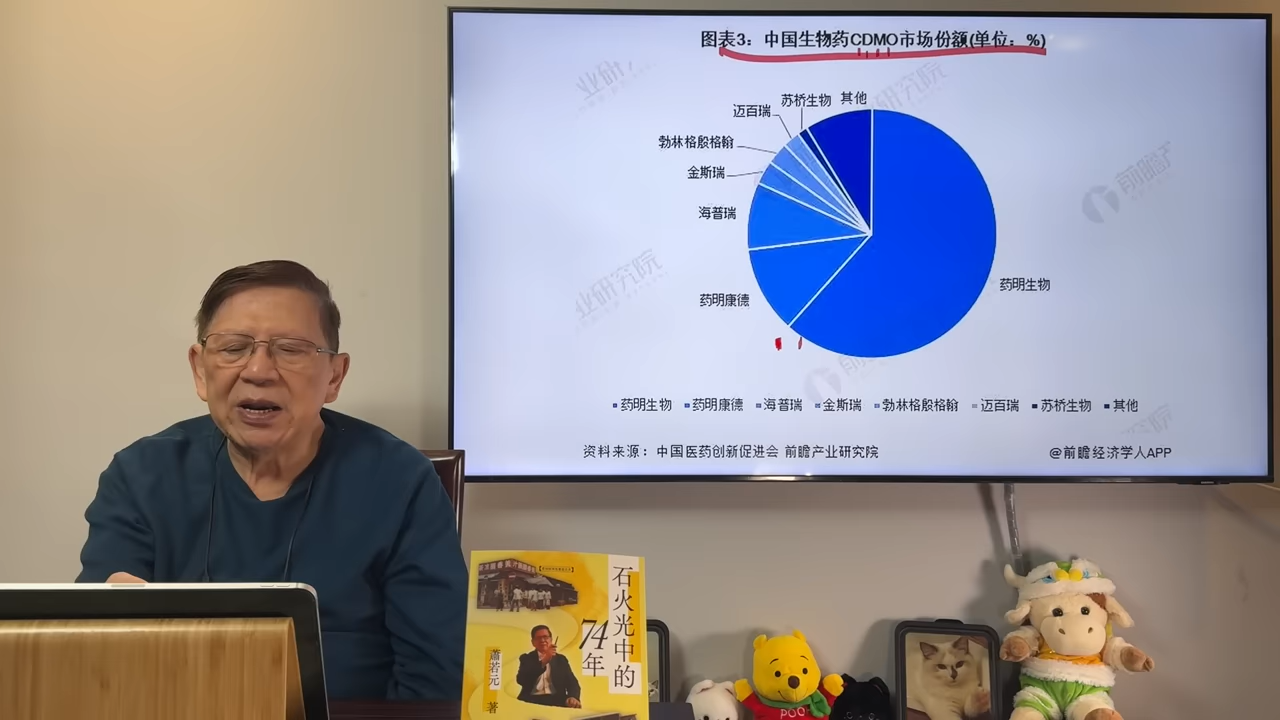 图表3：中国生物药CDMO市场份额(单位：%)
苏桥生物
其他
迈百瑞
勃林格殷格翰
金斯瑞
海普瑞
药明康德
药明生物
药明生物 药明康德 海普瑞 金斯瑞 勃林格殷格翰 迈百瑞 苏桥生物 其他
资料来源：中国医药创新促进会 前瞻产业研究院
@前瞻经济学人APP
业研究院
石火光中的
74年
蕭若元 著
POO